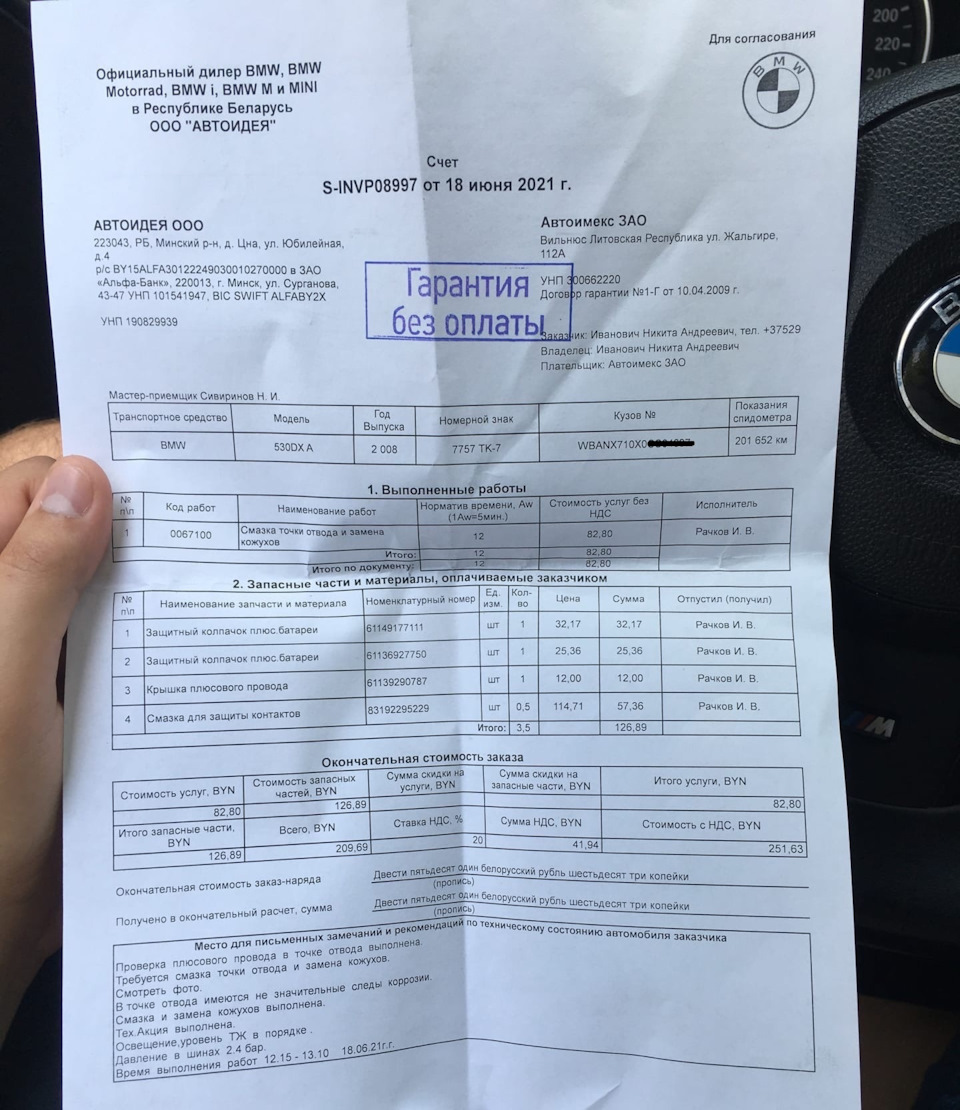 200
220
240
Для согласования
BMW
Официальный дилер BMW, BMW
Motorrad, BMW i, BMW M и MINI
в Республике Беларусь
ООО "АВТОИДЕЯ"
Счет
S-INVP08997 от 18 июня 2021 г.
АВТОИДЕЯ ООО
223043, РБ, Минский р-н, д. Цна, ул. Юбилейная,
д.4
р/с BY15ALFA30122249030010270000 в ЗАО
«Альфа-Банк», 220013, г. Минск, ул. Сурганова,
43-47 УНП 101541947, BIC SWIFT ALFABY2X
УНП 190829939
Автоимекс ЗАО
Вильнюс Литовская Республика ул. Жальгире,
112А
УНП 300662220
Договор гарантии №1-Г от 10.04.2009 г.
Гарантия
без оплаты
Заказчик: Иванович Никита Андреевич, тел. +37529
Владелец: Иванович Никита Андреевич
Плательщик: Автоимекс ЗАО
Мастер-приемщик Сивиринов Н. И.
Транспортное средство Модель Год Выпуска Номерной знак Кузов № Показания спидометра
BMW 530DX A 2 008 7757 ТК-7 WBANX710X0 201 652 км
1. Выполненные работы
№ п\п Код работ Наименование работ Норматив времени, Aw (1Aw=5мин.) Стоимость услуг без НДС Исполнитель
1 0067100 Смазка точки отвода и замена кожухов 12 82,80 Рачков И. В.
Итого: 12 82,80
Итого по документу: 12 82,80
2. Запасные части и материалы, оплачиваемые заказчиком
№ п\п Наименование запчасти и материала Номенклатурный номер Ед. изм. Кол-во Цена Сумма Отпустил (получил)
1 Защитный колпачок плюс.батареи 61149177111 шт 1 32,17 32,17 Рачков И. В.
2 Защитный колпачок плюс.батареи 61136927750 шт 1 25,36 25,36 Рачков И. В.
3 Крышка плюсового провода 61139290787 шт 1 12,00 12,00 Рачков И. В.
4 Смазка для защиты контактов 83192295229 шт 0,5 114,71 57,36 Рачков И. В.
Итого: 3,5 126,89
Окончательная стоимость заказа
Стоимость услуг, BYN Стоимость запасных частей, BYN Сумма скидки на услуги, BYN Сумма скидки на запасные части, BYN Итого услуги, BYN
82,80 126,89 82,80
Итого запасные части, BYN Всего, BYN Ставка НДС, % Сумма НДС, BYN Стоимость с НДС, BYN
126,89 209,69 20 41,94 251,63
Окончательная стоимость заказ-наряда Двести пятьдесят один белорусский рубль шестьдесят три копейки
(пропись)
Получено в окончательный расчет, сумма Двести пятьдесят один белорусский рубль шестьдесят три копейки
(пропись)
Место для письменных замечаний и рекомендаций по техническому состоянию автомобиля заказчика
Проверка плюсового провода в точке отвода выполнена.
Требуется смазка точки отвода и замена кожухов.
Смотреть фото.
В точке отвода имеются не значительные следы коррозии.
Смазка и замена кожухов выполнена.
Тех.Акция выполнена.
Освещение,уровень ТЖ в порядке .
Давление в шинах 2.4 бар.
Время выполнения работ 12.15 - 13.10 18.06.21г.г.
B
M